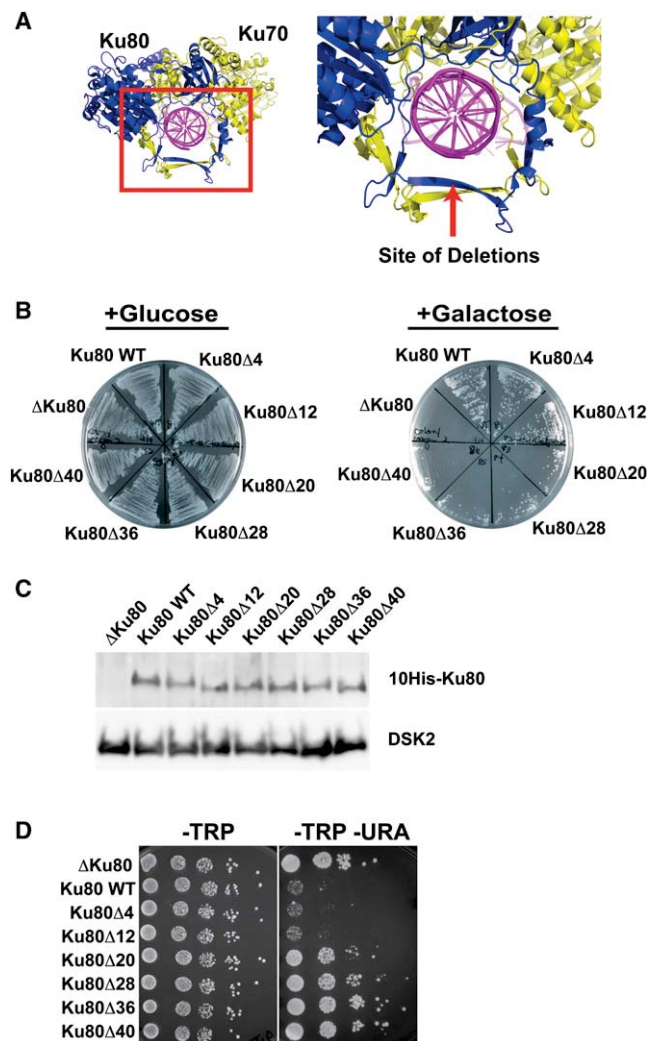 A
Ku80
Ku70
Site of Deletions
B
+Glucose
+Galactose
Ku80 WT
Ku80Δ4
ΔKu80
Ku80Δ12
Ku80Δ40
Ku80Δ20
Ku80Δ36
Ku80Δ28
Ku80 WT
Ku80Δ4
ΔKu80
Ku80Δ12
Ku80Δ40
Ku80Δ20
Ku80Δ36
Ku80Δ28
C
ΔKu80
Ku80 WT
Ku80Δ4
Ku80Δ12
Ku80Δ20
Ku80Δ28
Ku80Δ36
Ku80Δ40
10His-Ku80
DSK2
D
-TRP
-TRP -URA
ΔKu80
Ku80 WT
Ku80Δ4
Ku80Δ12
Ku80Δ20
Ku80Δ28
Ku80Δ36
Ku80Δ40